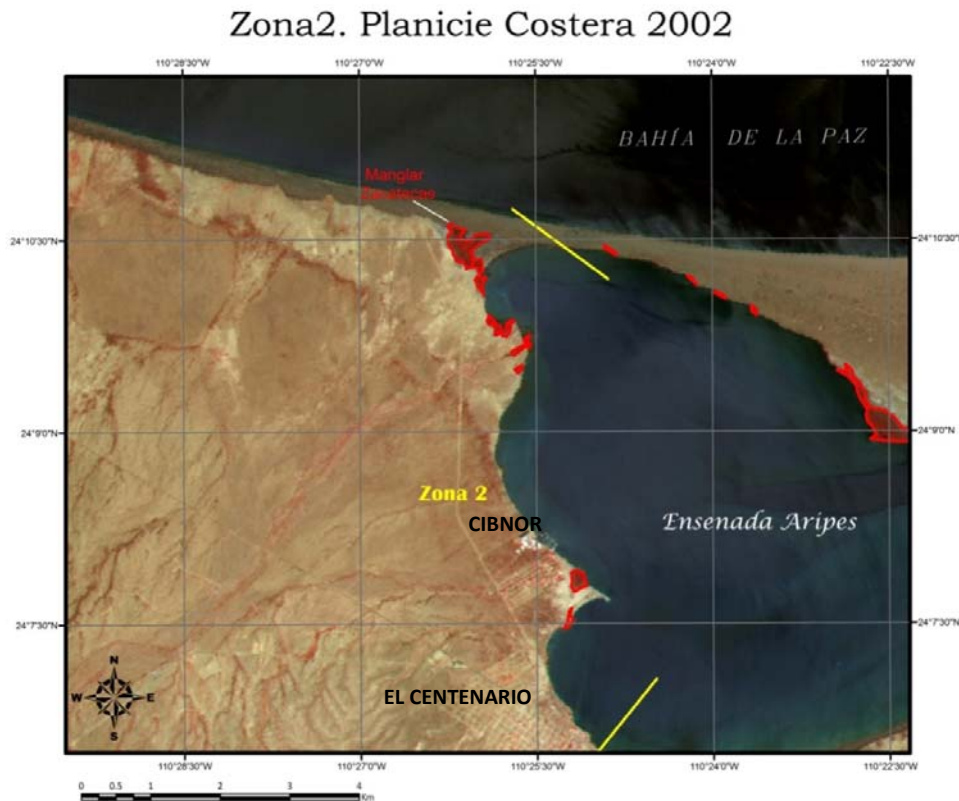 Zona2. Planicie Costera 2002
110°28'30"W 110°27'0"W 110°25'30"W 110°24'0"W 110°22'30"W
BAHÍA DE LA PAZ
Manglar
Zacatecas
24°10'30"N 24°10'30"N
24°9'0"N 24°9'0"N
Zona 2
CIBNOR
Ensenada Aripes
24°7'30"N 24°7'30"N
N
W E
S
EL CENTENARIO
110°28'30"W 110°27'0"W 110°25'30"W 110°24'0"W 110°22'30"W
0 0.5 1 2 3 4
Km